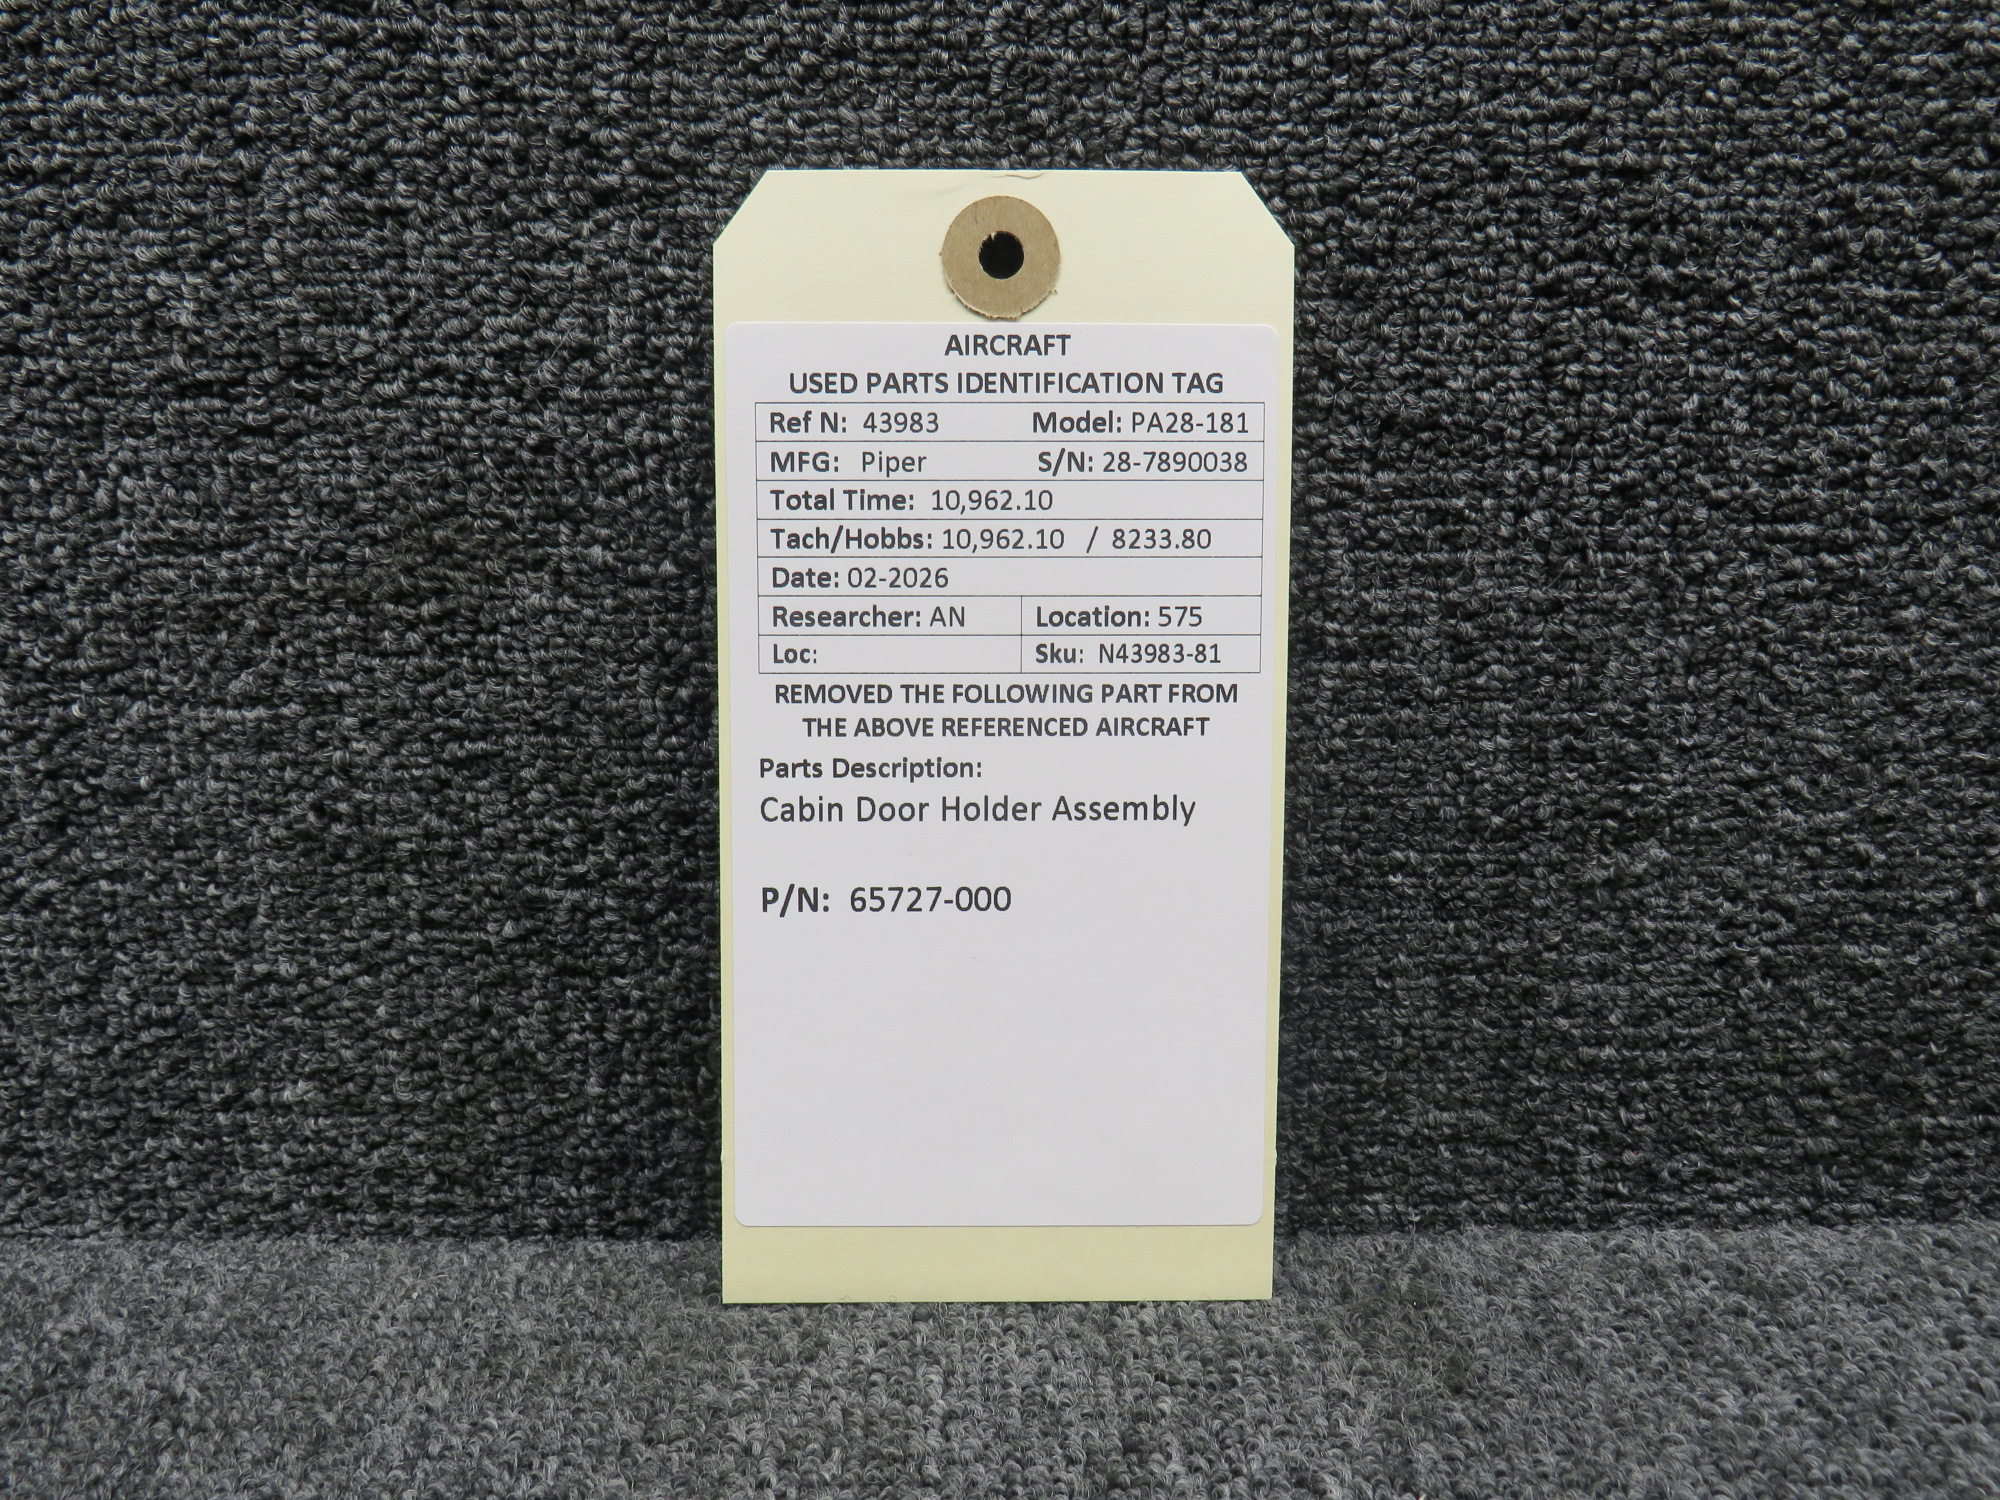 AIRCRAFT
USED PARTS IDENTIFICATION TAG
Ref N: 43983 Model: PA28-181
MFG: Piper S/N: 28-7890038
Total Time: 10,962.10
Tach/Hobbs: 10,962.10 / 8233.80
Date: 02-2026
Researcher: AN Location: 575
Loc: Sku: N43983-81
REMOVED THE FOLLOWING PART FROM
THE ABOVE REFERENCED AIRCRAFT
Parts Description:
Cabin Door Holder Assembly
P/N: 65727-000